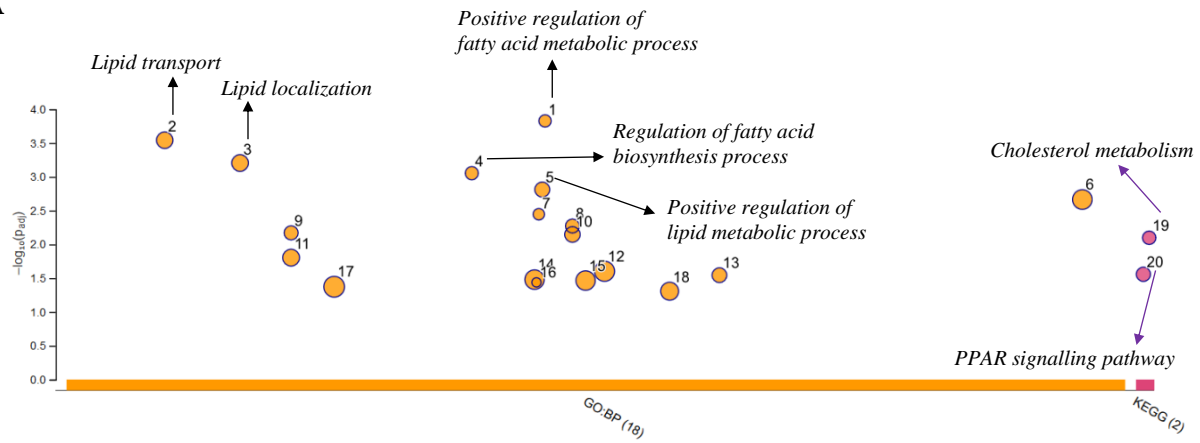 A
Positive regulation of
fatty acid metabolic process
Lipid transport
Lipid localization
Regulation of fatty acid
biosynthesis process
Positive regulation of
lipid metabolic process
Cholesterol metabolism
PPAR signalling pathway
−log₁₀(p_adj)
4.0
3.5
3.0
2.5
2.0
1.5
1.0
0.5
0.0
1
2
3
4
5
6
7
8
9
10
11
12
13
14
15
16
17
18
19
20
GO:BP (18)
KEGG (2)